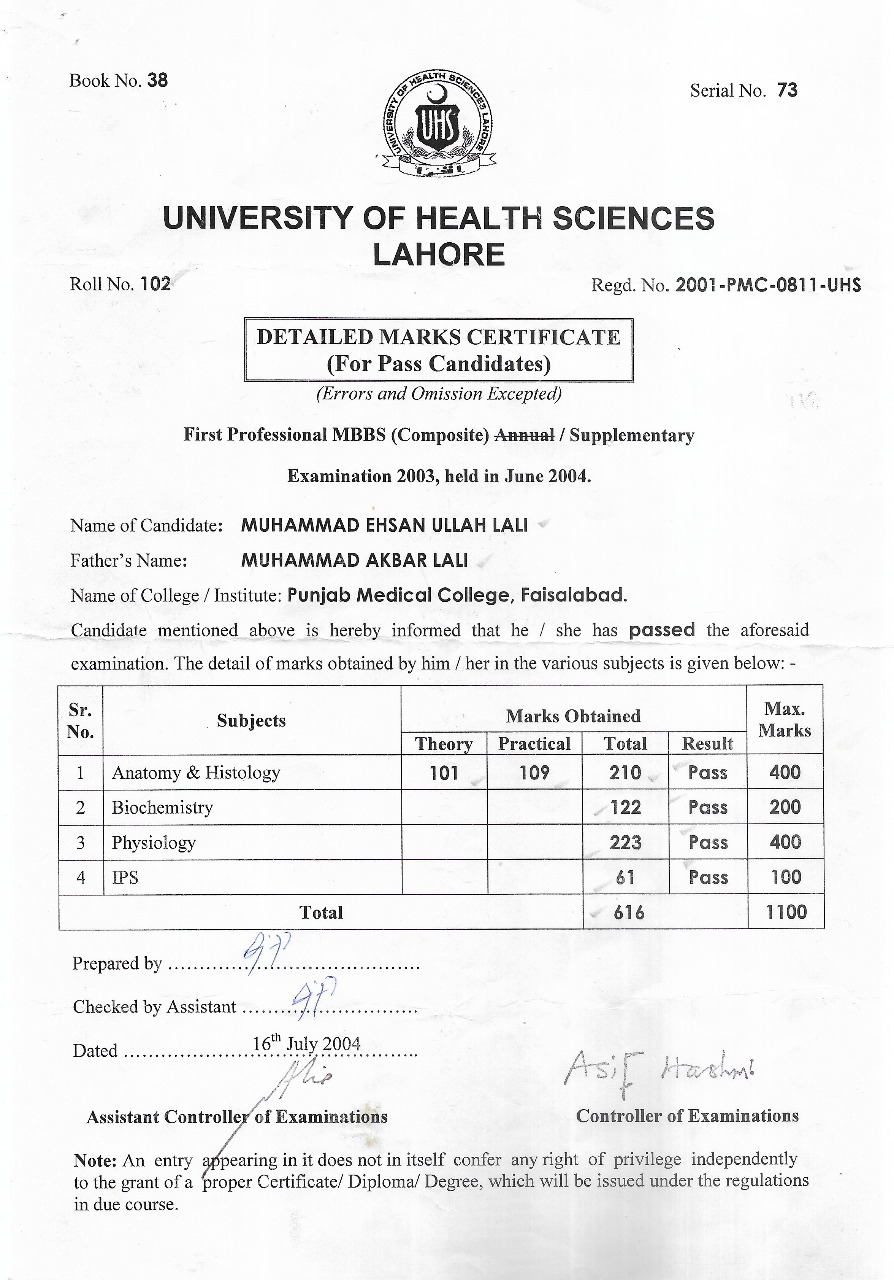 Book No. 38
Serial No. 73
UNIVERSITY OF HEALTH SCIENCES LAHORE
UHS
UNIVERSITY OF HEALTH SCIENCES
LAHORE
Roll No. 102
Regd. No. 2001-PMC-0811-UHS
DETAILED MARKS CERTIFICATE
(For Pass Candidates)
(Errors and Omission Excepted)
First Professional MBBS (Composite) Annual / Supplementary
Examination 2003, held in June 2004.
Name of Candidate: MUHAMMAD EHSAN ULLAH LALI
Father's Name: MUHAMMAD AKBAR LALI
Name of College / Institute: Punjab Medical College, Faisalabad.
Candidate mentioned above is hereby informed that he / she has passed the aforesaid
examination. The detail of marks obtained by him / her in the various subjects is given below: -
Sr. No. Subjects Marks Obtained Max. Marks
Theory Practical Total Result
1 Anatomy & Histology 101 109 210 Pass 400
2 Biochemistry 122 Pass 200
3 Physiology 223 Pass 400
4 IPS 61 Pass 100
Total 616 1100
Prepared by ........................................
Checked by Assistant ............................
Dated ...................16th July 2004..........
Asif Hashmi
Assistant Controller of Examinations
Controller of Examinations
Note: An entry appearing in it does not in itself confer any right of privilege independently
to the grant of a proper Certificate/ Diploma/ Degree, which will be issued under the regulations
in due course.